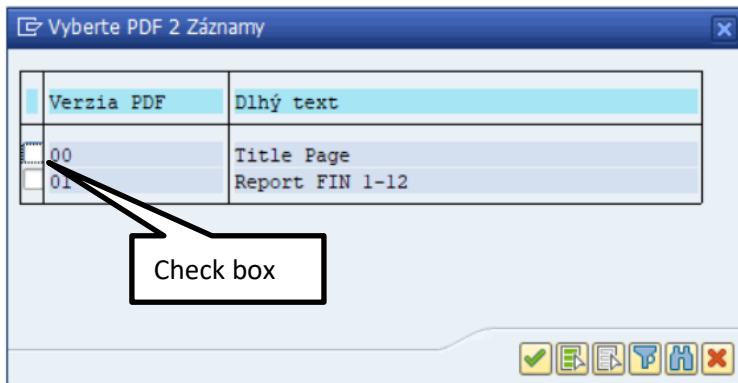 Vyberte PDF 2 Záznamy
Verzia PDF Dlhý text
00 Title Page
01 Report FIN 1-12
Check box